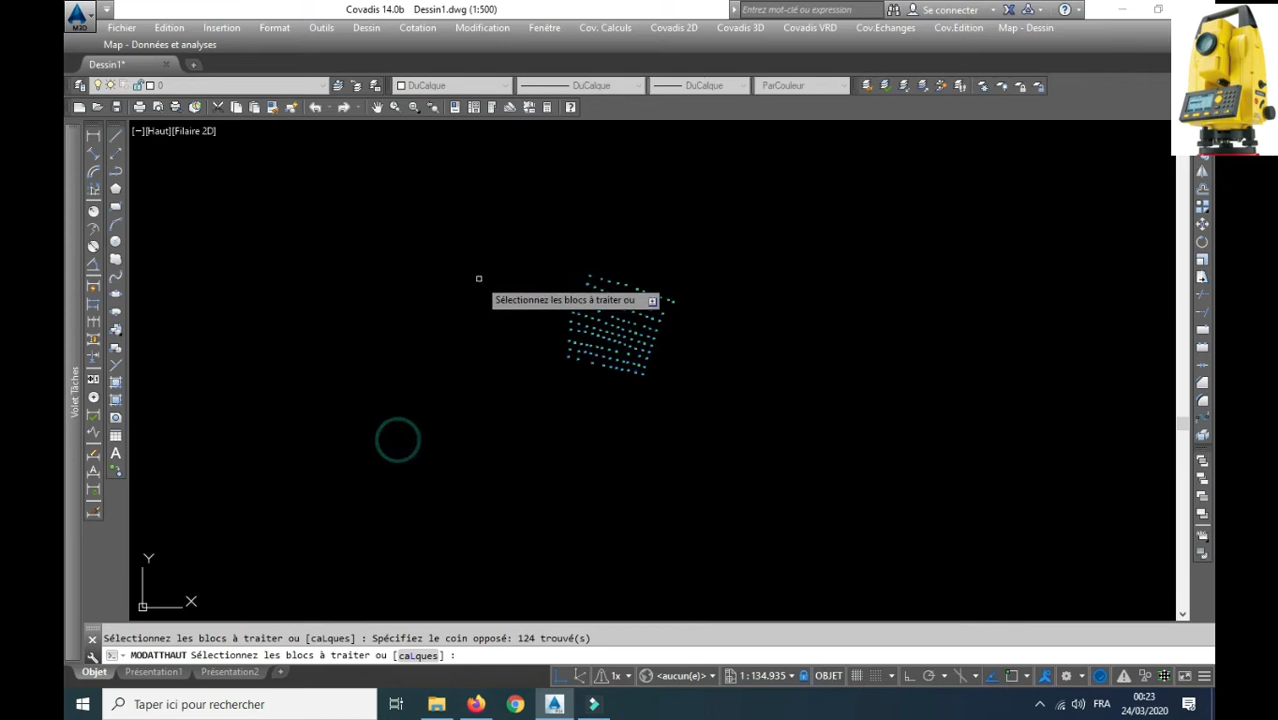 Covadis 14.0b
Dessin1.dwg (1:500)
Entrez mot-clé ou expression
Se connecter
M3D
Fichier
Edition
Insertion
Format
Outils
Dessin
Cotation
Modification
Fenêtre
Cov. Calculs
Covadis 2D
Covadis 3D
Covadis VRD
Cov.Echanges
Cov.Edition
Map - Dessin
Map - Données et analyses
Dessin1*
0
DuCalque
DuCalque
DuCalque
ParCouleur
[−][Haut][Filaire 2D]
Sélectionnez les blocs à traiter ou
Volet Tâches
Y
X
Sélectionnez les blocs à traiter ou [caLques] : Spécifiez le coin opposé: 124 trouvé(s)
MODATTHAUT Sélectionnez les blocs à traiter ou [caLques] :
Objet
Présentation1
Présentation2
1x
<aucun(e)>
1 : 134.935
OBJET
Taper ici pour rechercher
FRA
00:23
24/03/2020